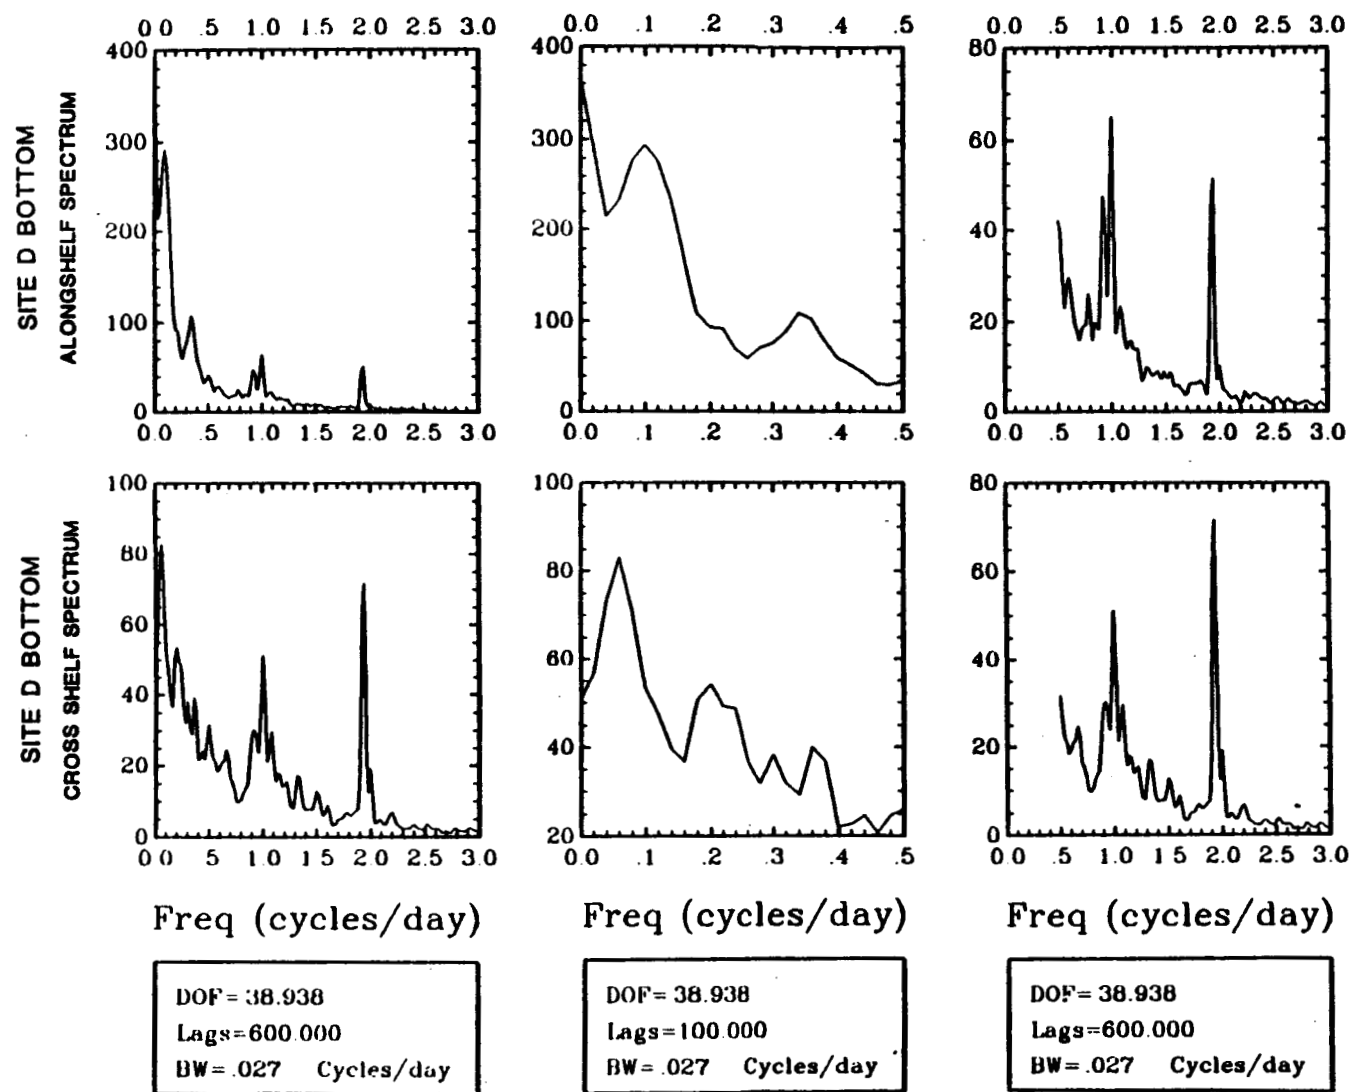 0 0 .5 1.0 1.5 2.0 2.5 3.0
0.0 .1 .2 .3 .4 .5
0 0 .5 1.0 1.5 2.0 2.5 3.0
SITE D BOTTOM
ALONGSHELF SPECTRUM
400
300
200
100
0
400
300
200
100
0
80
60
40
20
0
0.0 .5 1.0 1.5 2.0 2.5 3.0
0.0 .1 .2 .3 .4 .5
0.0 .5 1.0 1.5 2.0 2.5 3.0
SITE D BOTTOM
CROSS SHELF SPECTRUM
100
80
60
40
20
0
100
80
60
40
20
80
60
40
20
0
0 0 .5 1.0 1 5 2.0 2.5 3.0
0.0 .1 .2 .3 .4 .5
0.0 .5 1.0 1 5 2.0 2.5 3.0
Freq (cycles/day)
Freq (cycles/day)
Freq (cycles/day)
DOF= 38.938
Lags=600.000
BW= .027 Cycles/day
DOF= 38.938
Lags=100.000
BW= .027 Cycles/day
DOF= 38.938
Lags=600.000
BW= .027 Cycles/day